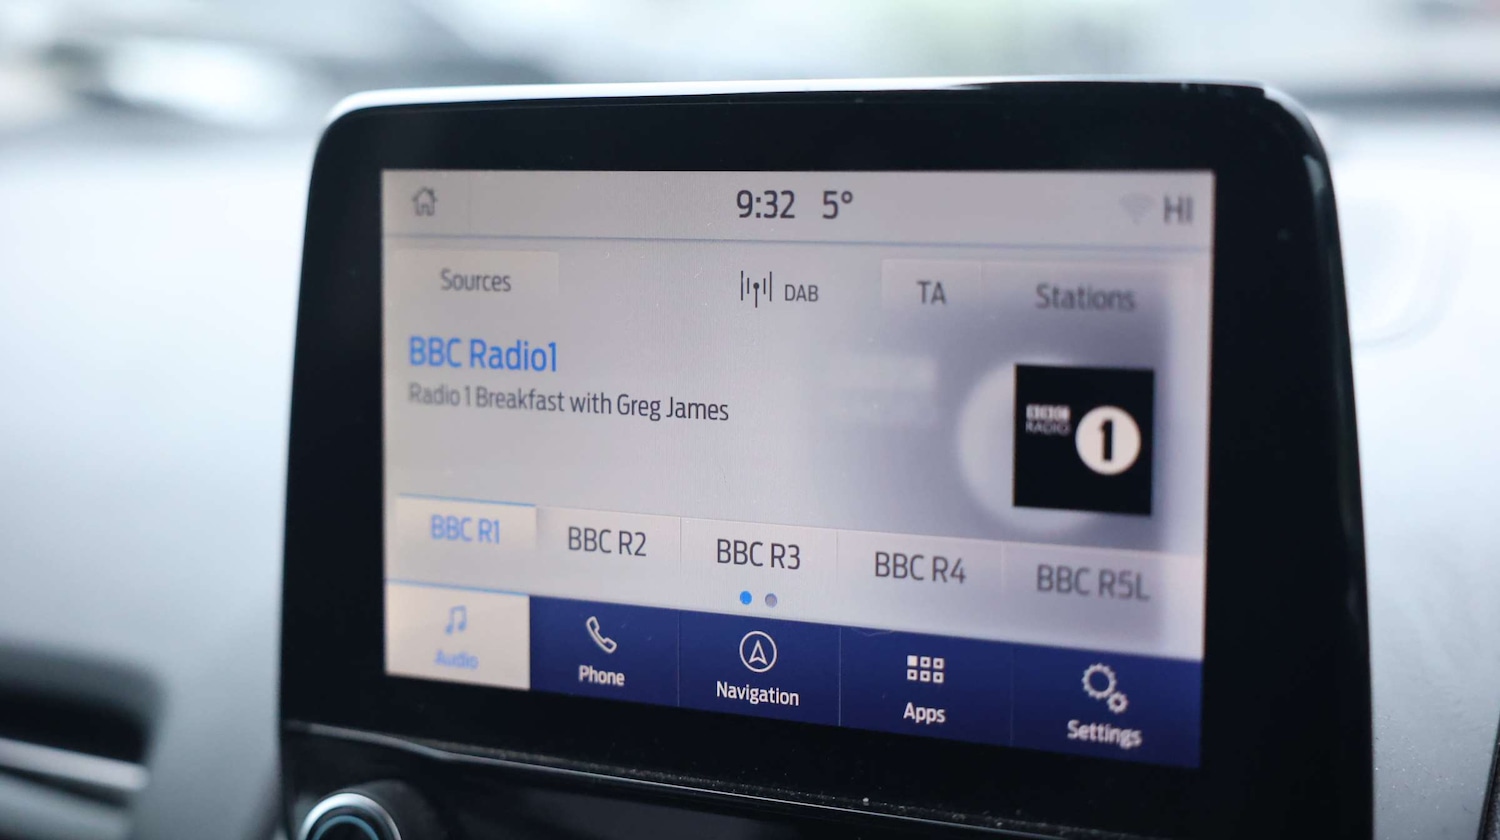 9:32 5° HI
Sources DAB TA Stations
BBC Radio1
Radio 1 Breakfast with Greg James
BBC
RADIO
1
BBC R1 BBC R2 BBC R3 BBC R4 BBC R5L
Audio Phone Navigation Apps Settings